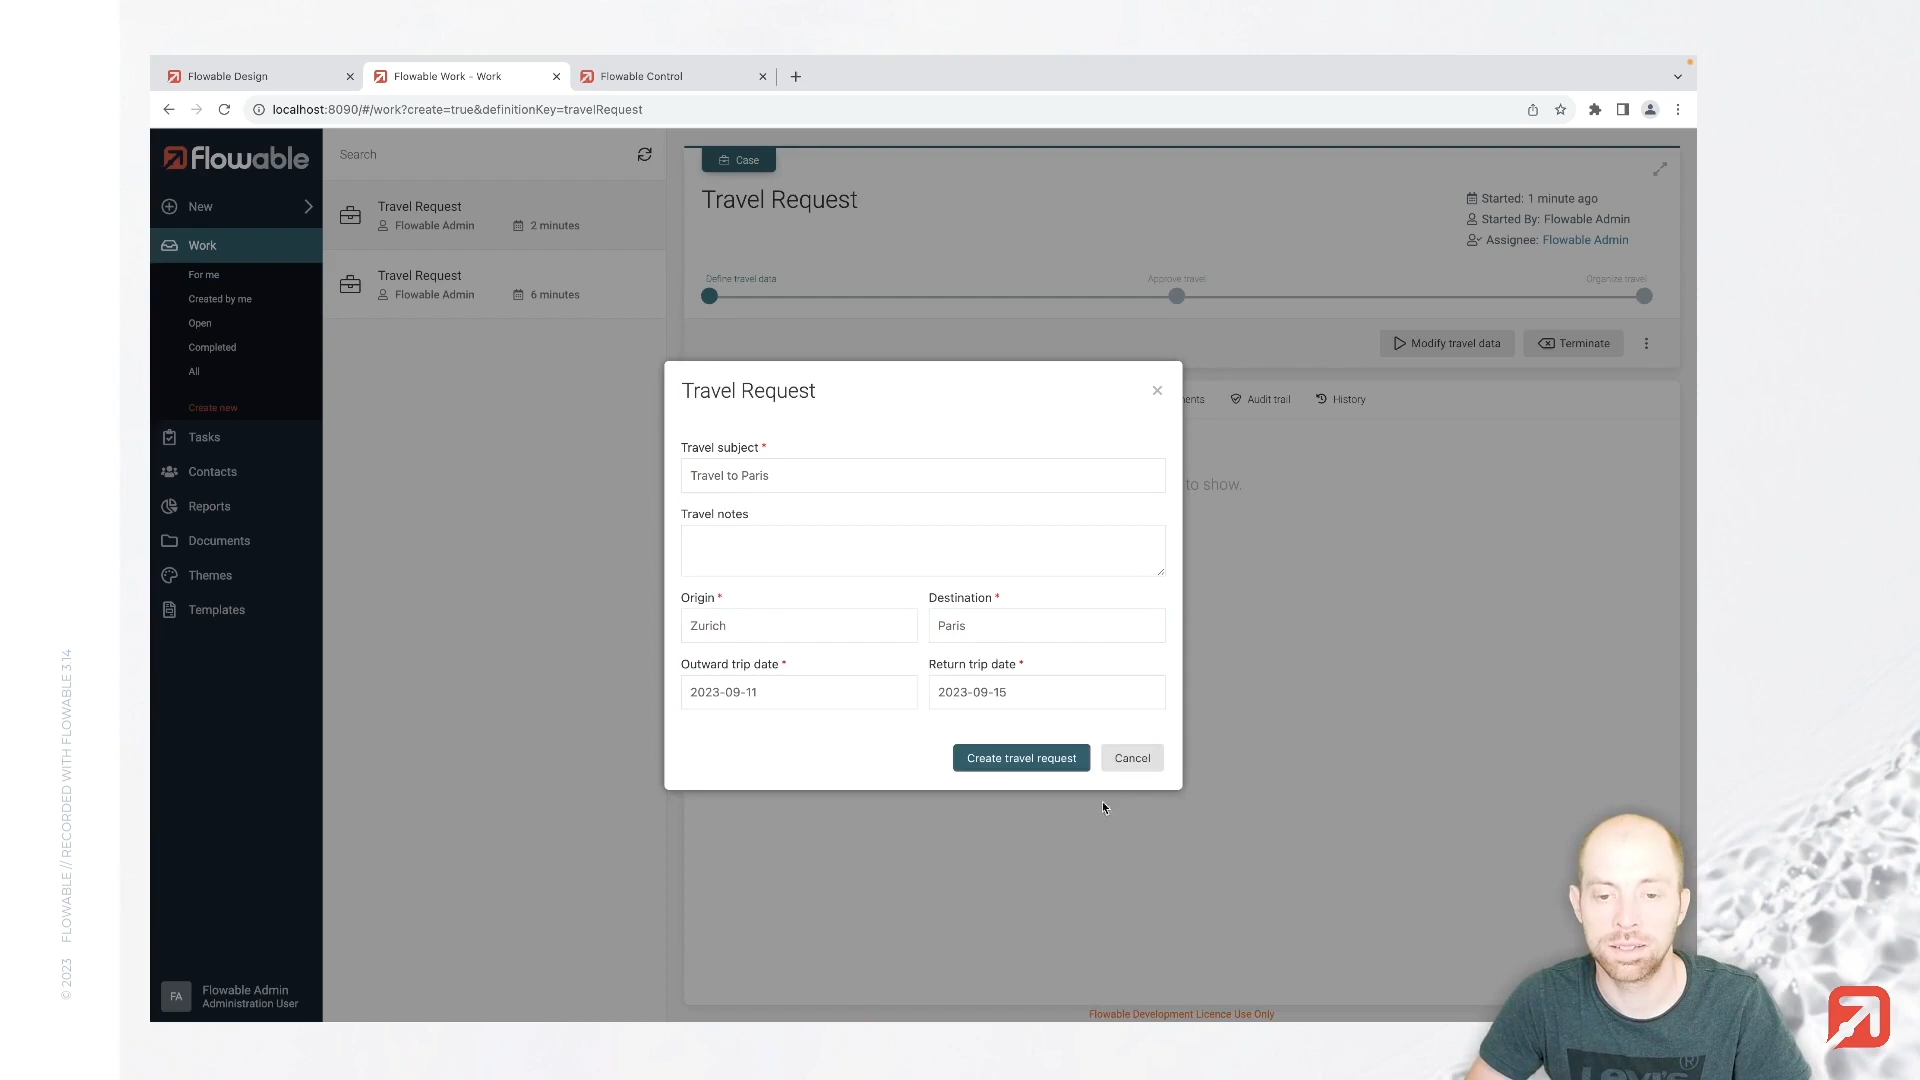 Flowable Design
Flowable Work - Work
Flowable Control
localhost:8090/#/work?create=true&definitionKey=travelRequest
Flowable
New
Work
For me
Created by me
Open
Completed
All
Create new
Tasks
Contacts
Reports
Documents
Themes
Templates
FA
Flowable Admin
Administration User
Search
Travel Request
Flowable Admin
2 minutes
Travel Request
Flowable Admin
6 minutes
Case
Travel Request
Started: 1 minute ago
Started By: Flowable Admin
Assignee: Flowable Admin
Define travel data
Approve travel
Organize travel
Modify travel data
Terminate
Audit trail
History
to show.
Travel Request
Travel subject *
Travel to Paris
Travel notes
Origin *
Destination *
Zurich
Paris
Outward trip date *
Return trip date *
2023-09-11
2023-09-15
Create travel request
Cancel
Flowable Development Licence Use Only
© 2023 FLOWABLE // RECORDED WITH FLOWABLE 3.14
LEVI'S
®